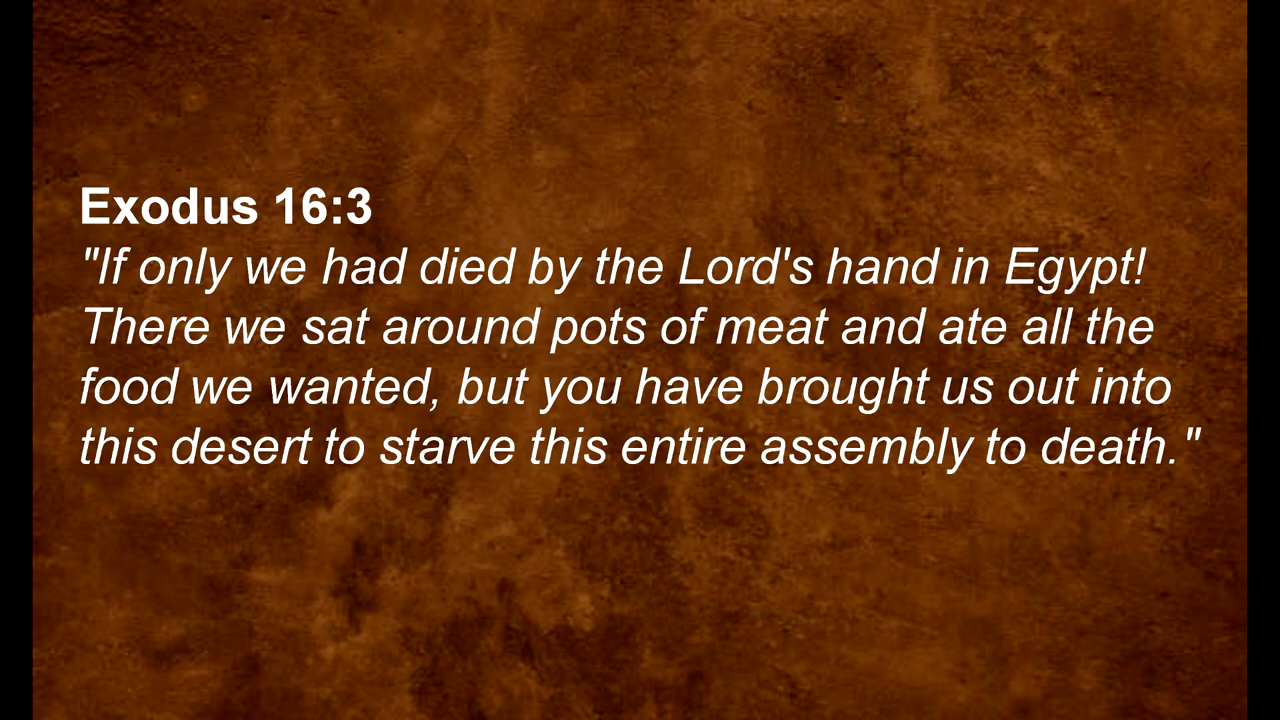 Exodus 16:3
"If only we had died by the Lord's hand in Egypt!
There we sat around pots of meat and ate all the
food we wanted, but you have brought us out into
this desert to starve this entire assembly to death."